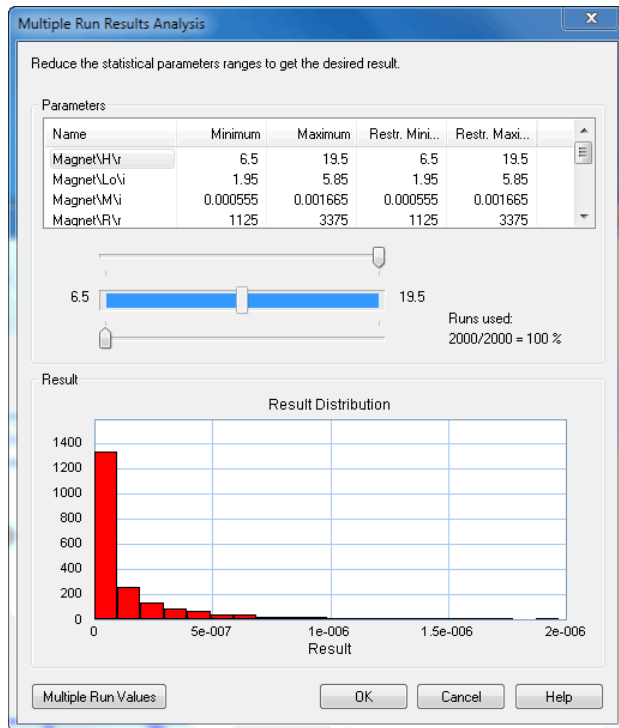 Multiple Run Results Analysis
x
Reduce the statistical parameters ranges to get the desired result.
Parameters
Name Minimum Maximum Restr. Mini... Restr. Maxi...
Magnet\H\r 6.5 19.5 6.5 19.5
Magnet\Lo\i 1.95 5.85 1.95 5.85
Magnet\M\i 0.000555 0.001665 0.000555 0.001665
Magnet\R\r 1125 3375 1125 3375
6.5 19.5
Runs used:
2000/2000 = 100 %
Result
Result Distribution
1400
1200
1000
800
600
400
200
0
0 5e-007 1e-006 1.5e-006 2e-006
Result
Multiple Run Values OK Cancel Help